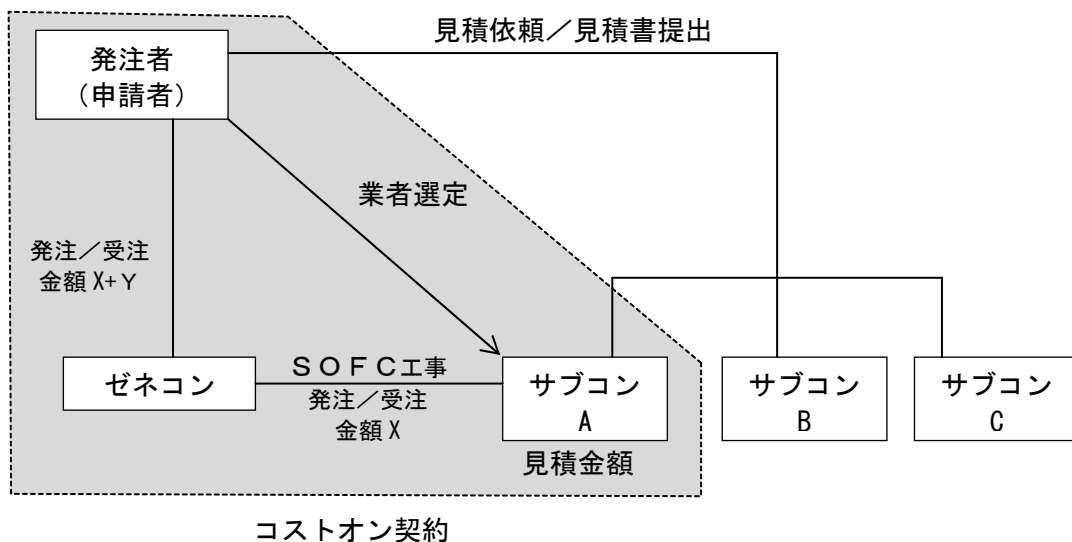 見積依頼／見積書提出
発注者
（申請者）
業者選定
発注／受注
金額 X+Y
ゼネコン
ＳＯＦＣ工事
発注／受注
金額 X
サブコン
A
サブコン
B
サブコン
C
見積金額
コストオン契約